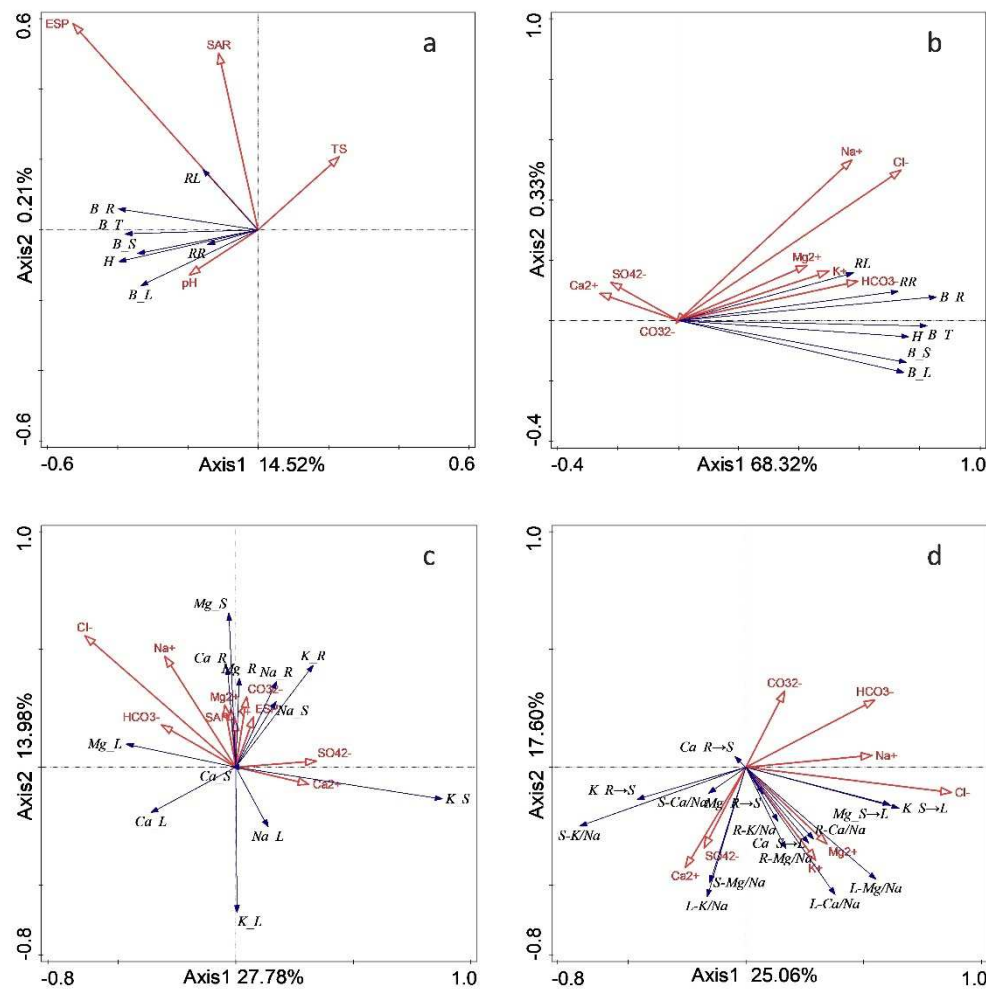 a
0.6
ESP
SAR
TS
RL
B_R
B_T
B_S
H
RR
pH
B_L
Axis2 0.21%
-0.6
-0.6
Axis1 14.52%
0.6
b
1.0
Na+
Cl-
Mg2+
K+
RL
HCO3-
RR
B_R
SO42-
Ca2+
CO32-
H
B_T
B_S
B_L
Axis2 0.33%
-0.4
-0.4
Axis1 68.32%
1.0
c
1.0
Mg_S
Cl-
Na+
Ca_R
Mg_R
Na_R
K_R
CO32-
Mg2+
SAR
ESP
Na_S
HCO3-
Mg_L
SO42-
Ca_S
Ca2+
K_S
Ca_L
Na_L
K_L
Axis2 13.98%
-0.8
-0.8
Axis1 27.78%
1.0
d
1.0
CO32-
HCO3-
Ca_R→S
Na+
Cl-
K_R→S
S-Ca/Na
Mg_R→S
Mg_S→L
K_S→L
S-K/Na
R-K/Na
R-Ca/Na
Ca_S→L
Mg2+
SO42-
R-Mg/Na
K+
Ca2+
S-Mg/Na
L-Mg/Na
L-K/Na
L-Ca/Na
Axis2 17.60%
-0.8
-0.8
Axis1 25.06%
1.0